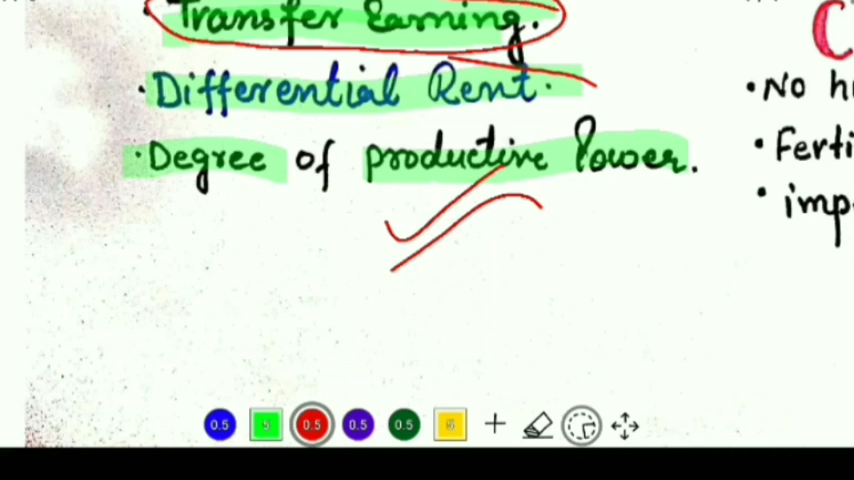 · Transfer Earning.
· Differential Rent.
· Degree of productive Power.
C
• No h
• Ferti
• imp
0.5 5 0.5 0.5 0.5 5